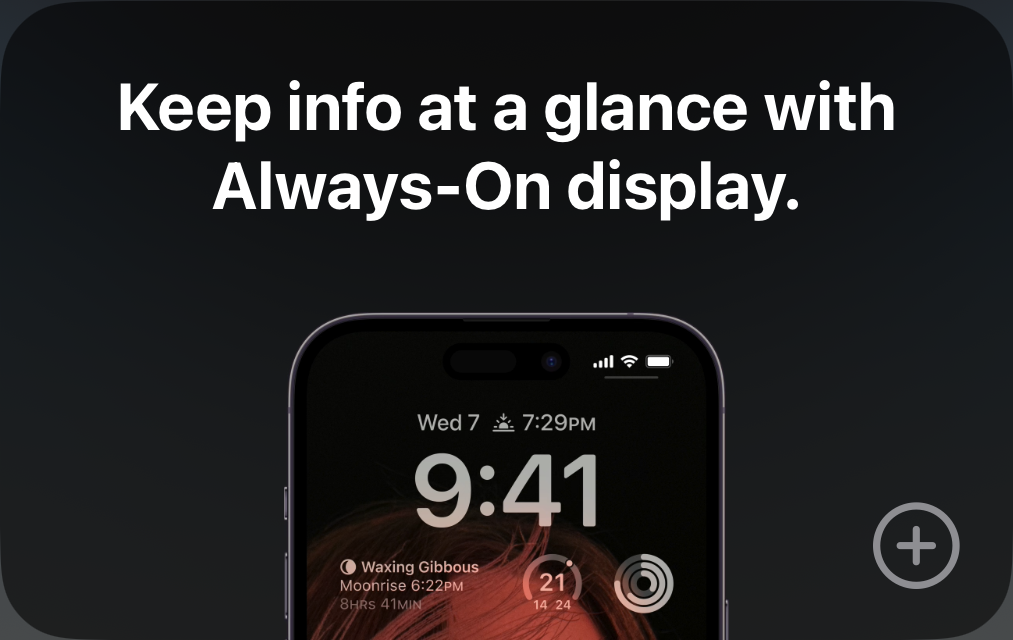 Keep info at a glance with
Always-On display.
Wed 7 7:29PM
9:41
Waxing Gibbous
Moonrise 6:22PM
8HRS 41MIN
21
14 24